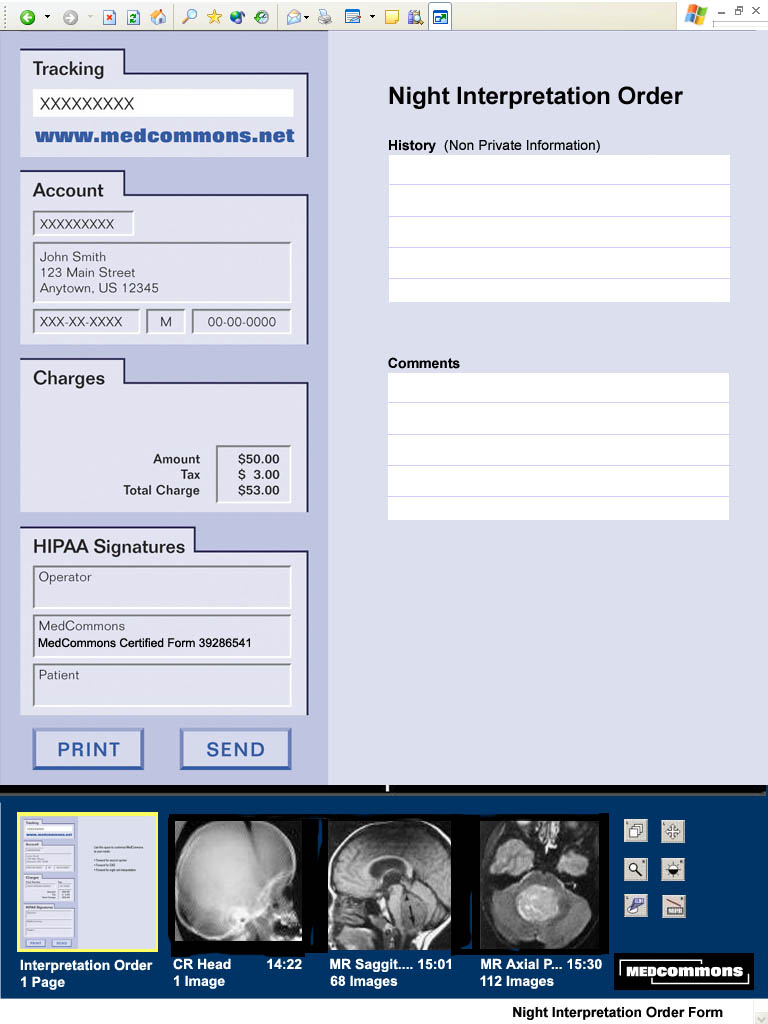 Tracking
XXXXXXXXX
www.medcommons.net
Account
XXXXXXXXX
John Smith
123 Main Street
Anytown, US 12345
XXX-XX-XXXX M 00-00-0000
Charges
Amount $50.00
Tax $ 3.00
Total Charge $53.00
HIPAA Signatures
Operator
MedCommons
MedCommons Certified Form 39286541
Patient
PRINT SEND
Night Interpretation Order
History (Non Private Information)
Comments
Interpretation Order
1 Page
CR Head 14:22
1 Image
MR Saggit.... 15:01
68 Images
MR Axial P... 15:30
112 Images
MPR
MEDCOMMONS
Night Interpretation Order Form